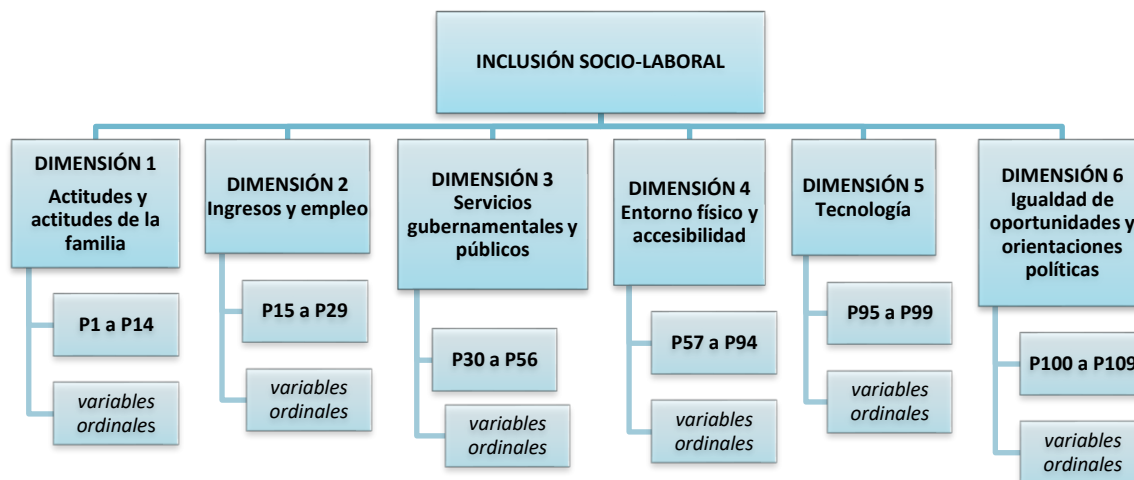 INCLUSIÓN SOCIO-LABORAL
DIMENSIÓN 1
Actitudes y
actitudes de la
familia
P1 a P14
variables
ordinales
DIMENSIÓN 2
Ingresos y empleo
P15 a P29
variables
ordinales
DIMENSIÓN 3
Servicios
gubernamentales y
públicos
P30 a P56
variables
ordinales
DIMENSIÓN 4
Entorno físico y
accesibilidad
P57 a P94
variables
ordinales
DIMENSIÓN 5
Tecnología
P95 a P99
variables
ordinales
DIMENSIÓN 6
Igualdad de
oportunidades y
orientaciones
políticas
P100 a P109
variables
ordinales